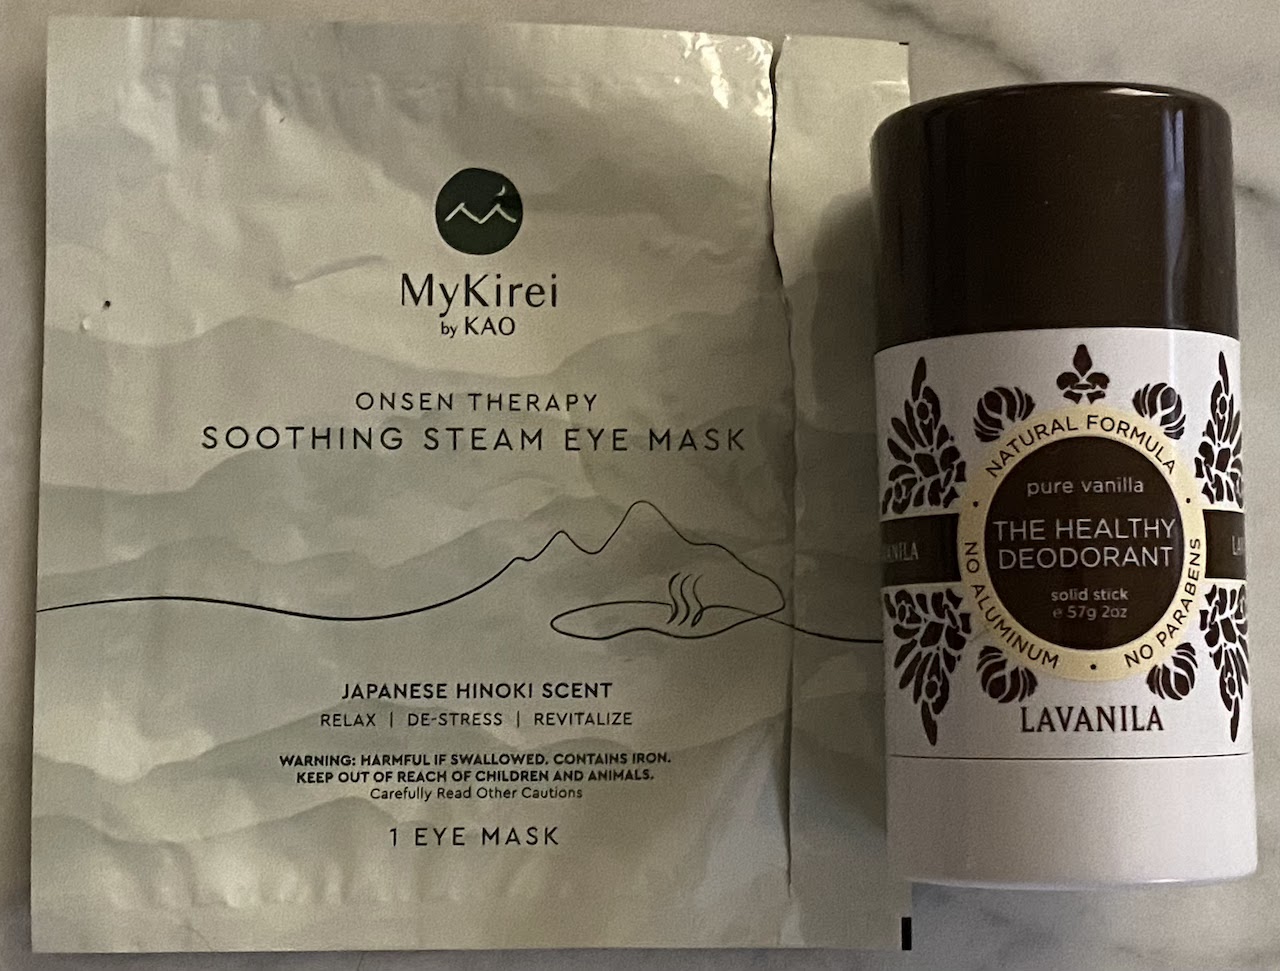 MyKirei
by KAO
ONSEN THERAPY
SOOTHING STEAM EYE MASK
JAPANESE HINOKI SCENT
RELAX | DE-STRESS | REVITALIZE
WARNING: HARMFUL IF SWALLOWED. CONTAINS IRON.
KEEP OUT OF REACH OF CHILDREN AND ANIMALS.
Carefully Read Other Cautions
1 EYE MASK
NATURAL FORMULA
pure vanilla
THE HEALTHY
DEODORANT
solid stick
e 57g 2oz
NO ALUMINUM • NO PARABENS
LAVANILA